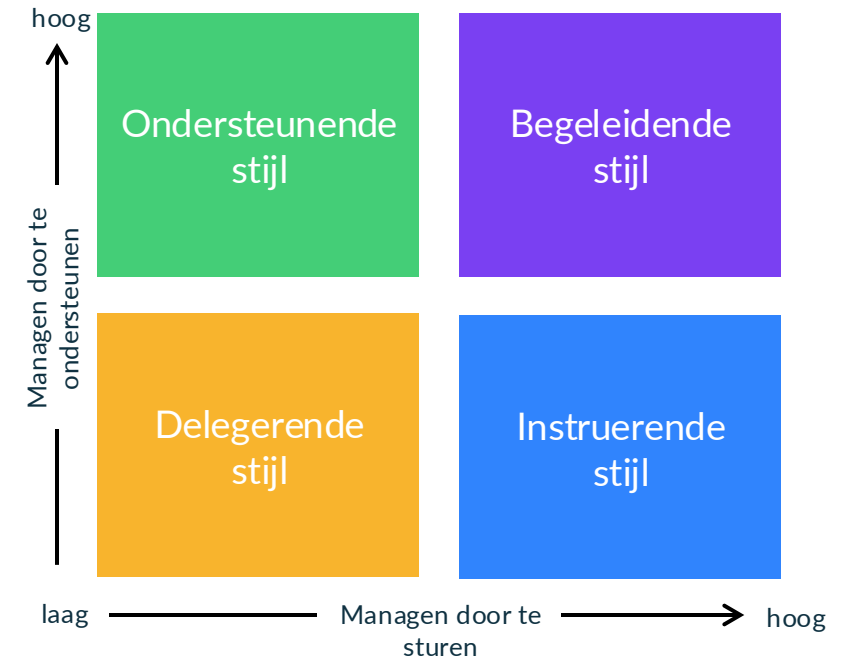 hoog
Ondersteunende
stijl
Begeleidende
stijl
Managen door te
ondersteunen
Delegerende
stijl
Instruerende
stijl
laag
Managen door te
sturen
hoog